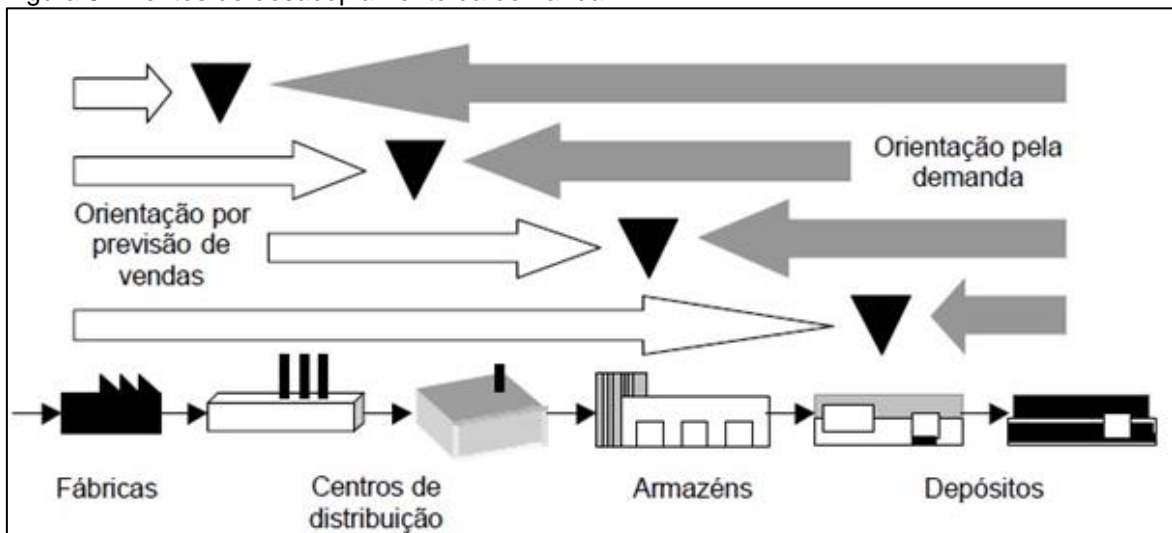 Orientação pela
demanda
Orientação por
previsão de
vendas
Fábricas
Centros de
distribuição
Armazéns
Depósitos